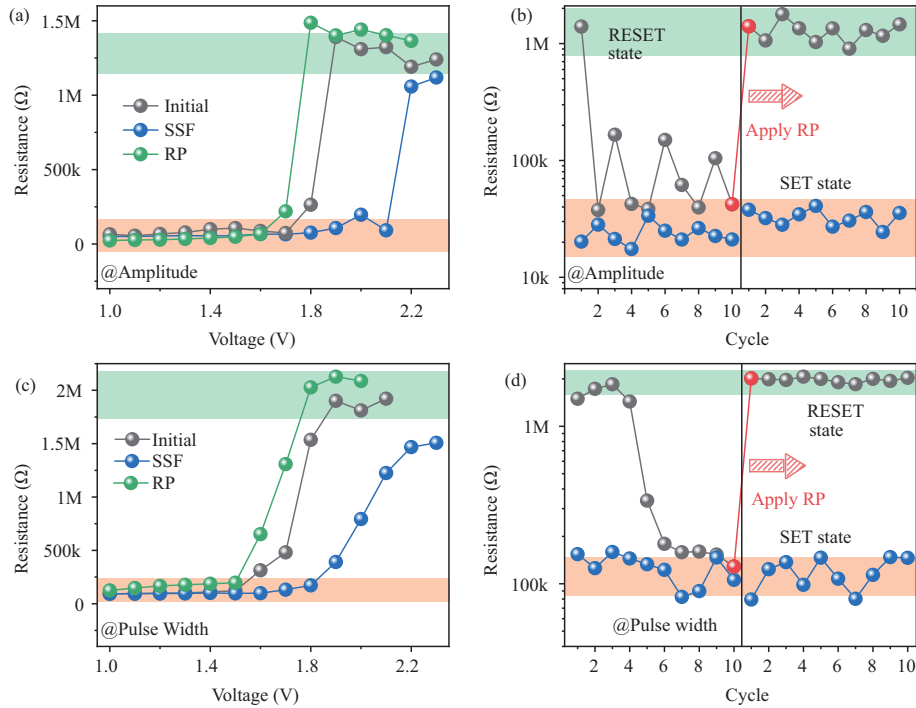 (a)
1.5M
1M
500k
0
Resistance (Ω)
Initial
SSF
RP
@Amplitude
1.0
1.4
1.8
2.2
Voltage (V)
(b)
1M
100k
10k
Resistance (Ω)
RESET
state
Apply RP
SET state
@Amplitude
2 4 6 8 10 2 4 6 8 10
Cycle
(c)
2M
1.5M
1M
500k
0
Resistance (Ω)
Initial
SSF
RP
@Pulse Width
1.0
1.4
1.8
2.2
Voltage (V)
(d)
1M
100k
Resistance (Ω)
RESET
state
Apply RP
SET state
@Pulse width
2 4 6 8 10 2 4 6 8 10
Cycle